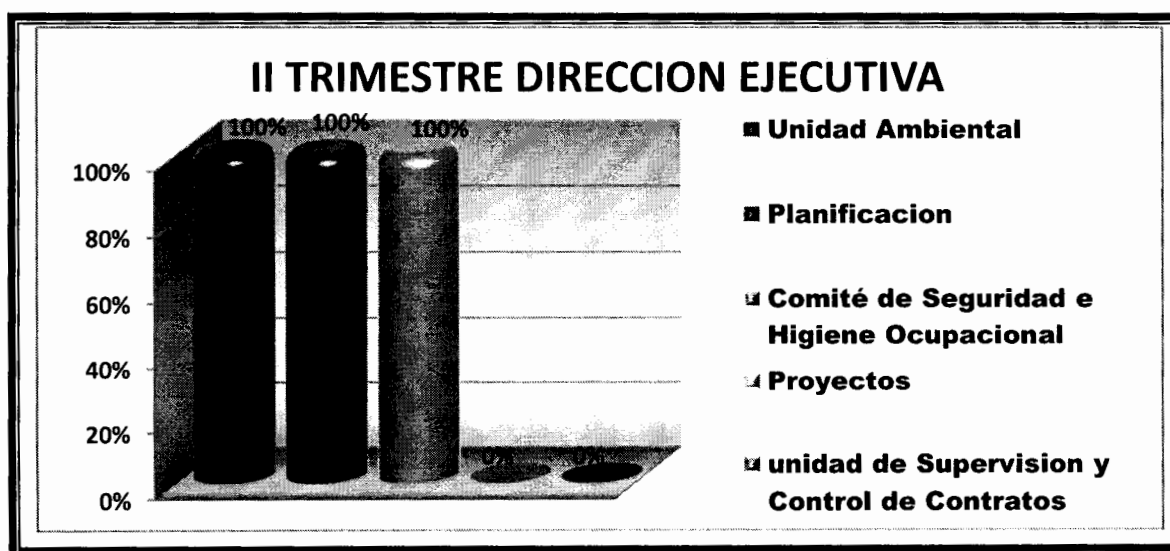 II TRIMESTRE DIRECCION EJECUTIVA
100% 100% 100%
100%
80%
60%
40%
20%
0%
0% 0%
Unidad Ambiental
Planificacion
Comité de Seguridad e
Higiene Ocupacional
Proyectos
unidad de Supervision y
Control de Contratos